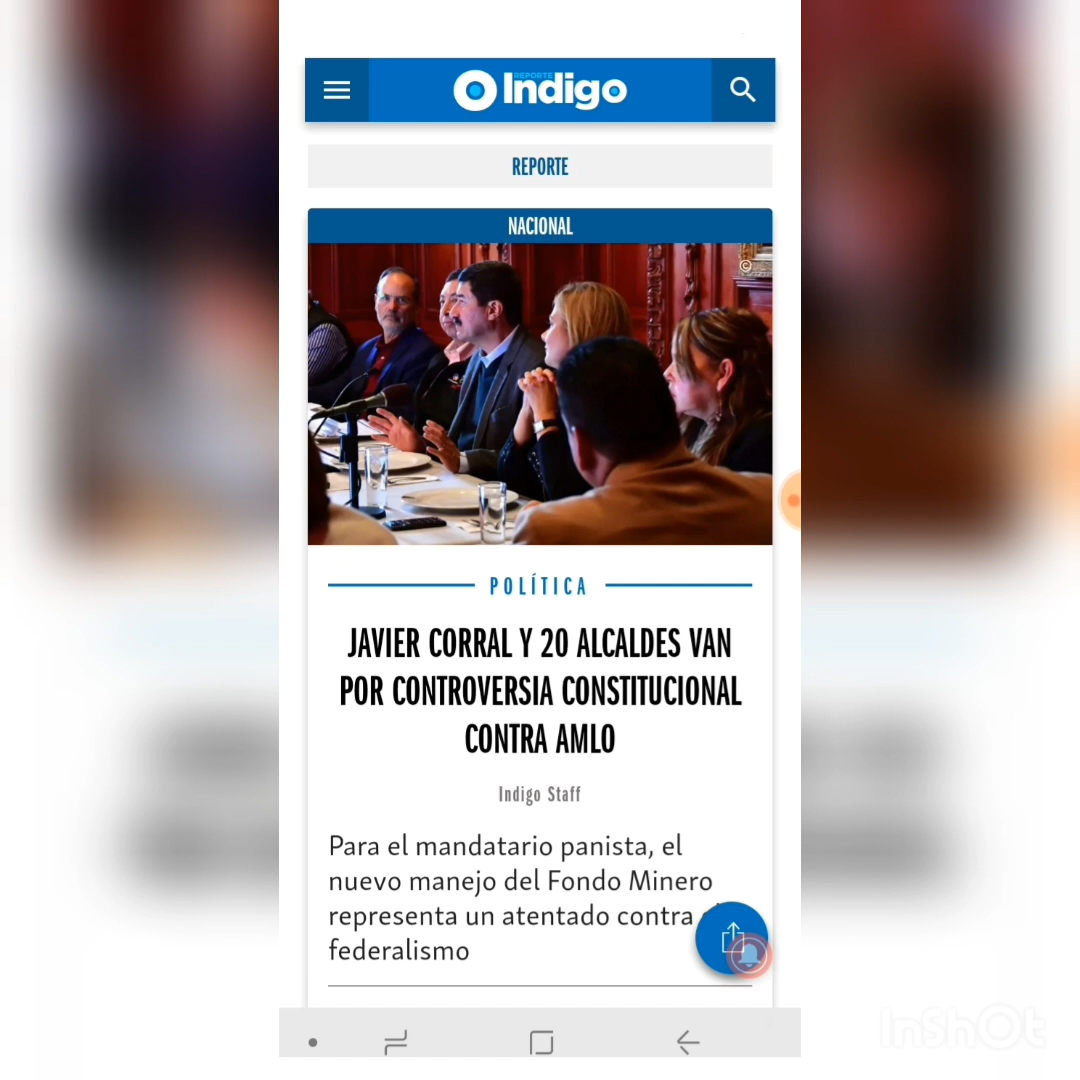 REPORTE
Indigo
REPORTE
NACIONAL
©
POLÍTICA
JAVIER CORRAL Y 20 ALCALDES VAN
POR CONTROVERSIA CONSTITUCIONAL
CONTRA AMLO
Indigo Staff
Para el mandatario panista, el
nuevo manejo del Fondo Minero
representa un atentado contra
federalismo
InShOt